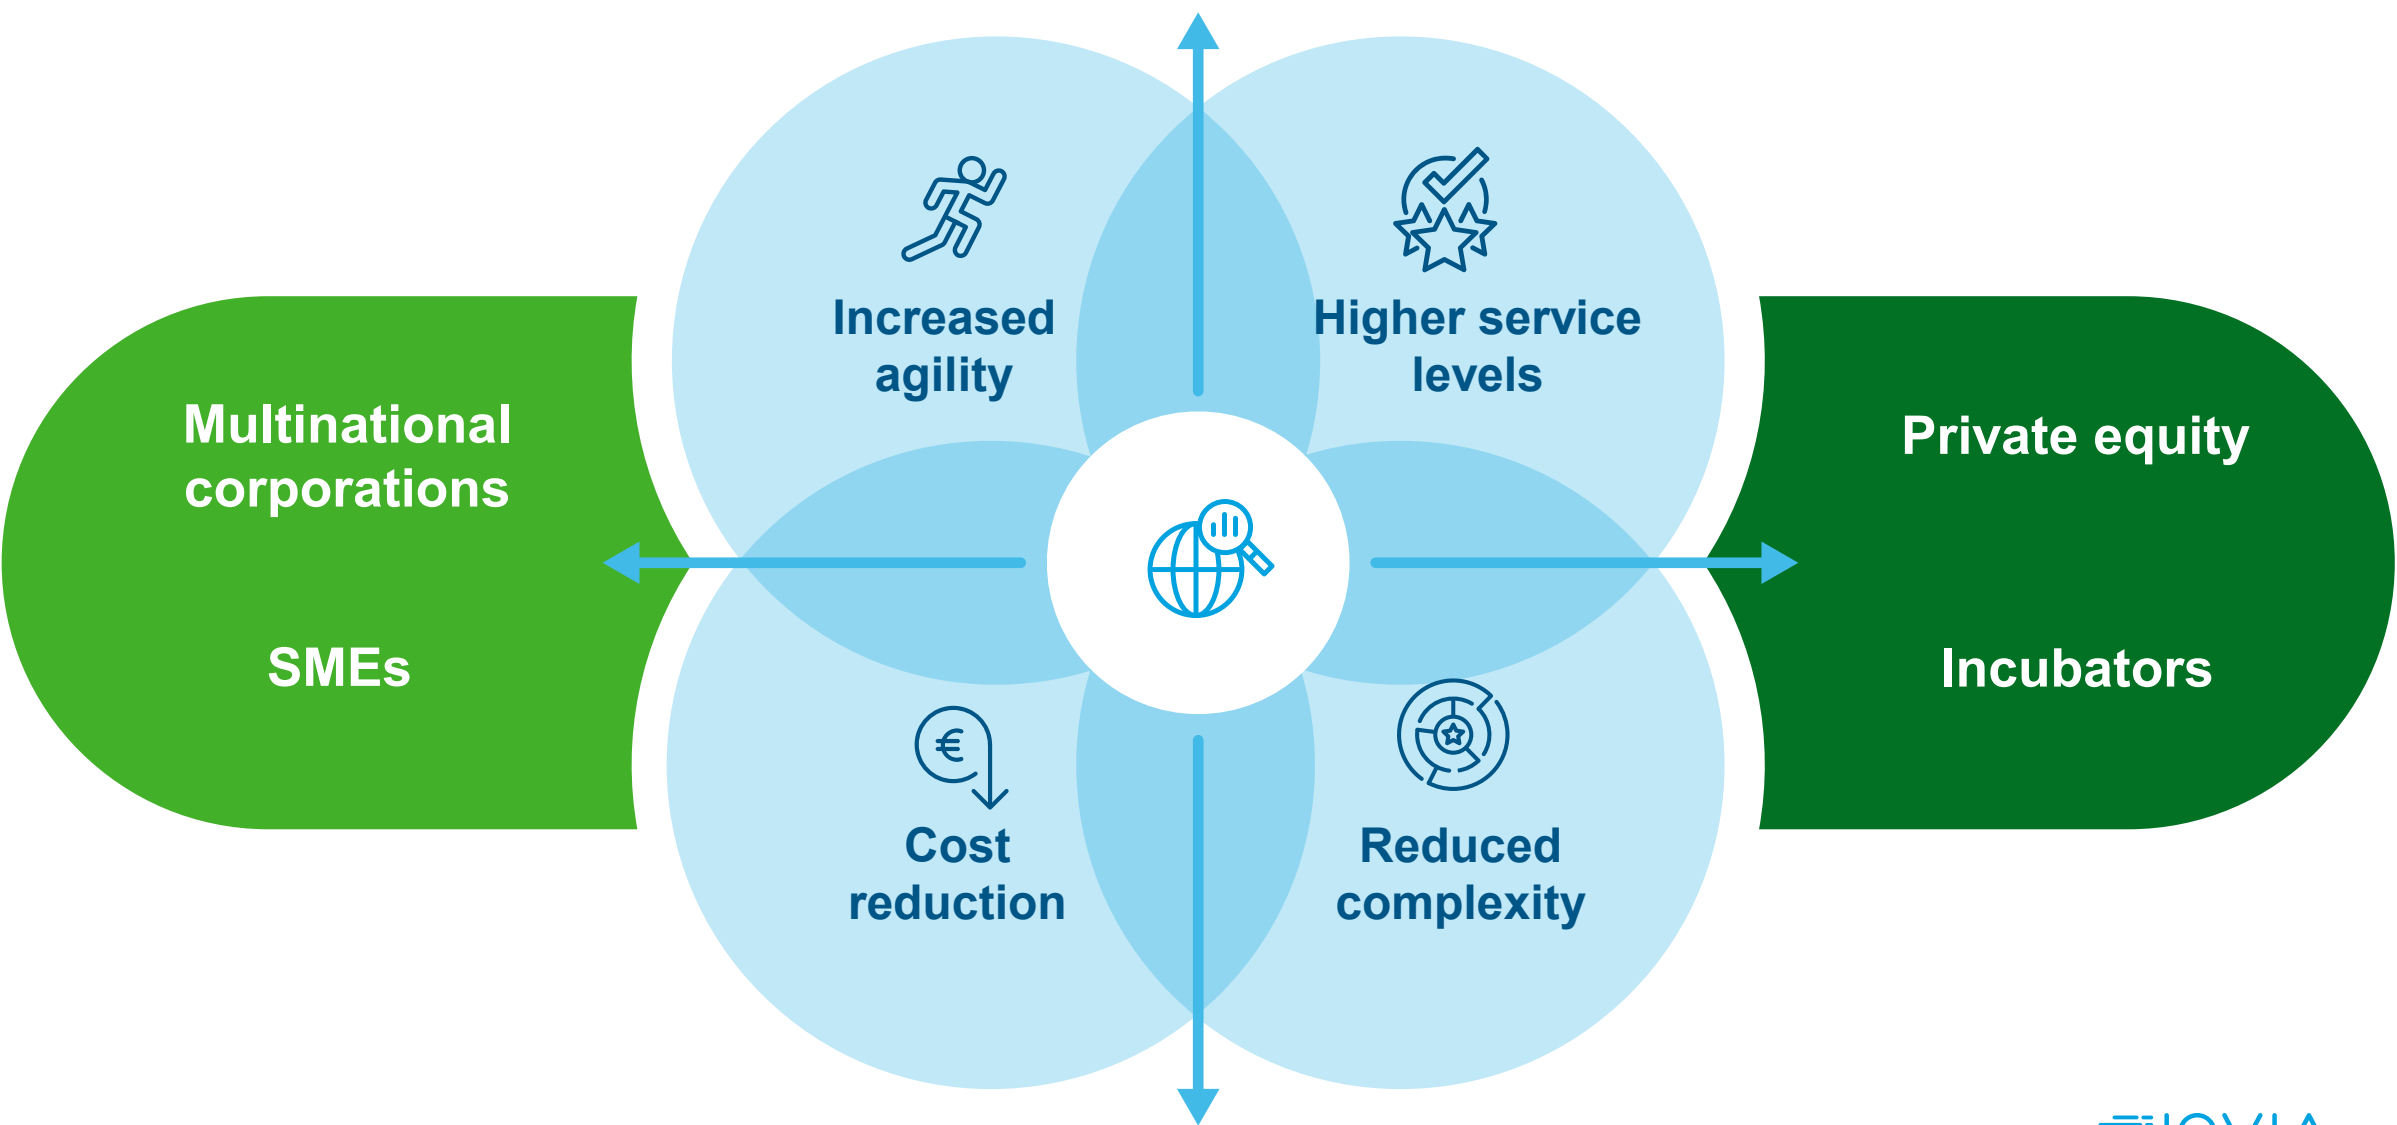 Increased
agility
Higher service
levels
Multinational
corporations
SMEs
Private equity
Incubators
€
Cost
reduction
Reduced
complexity